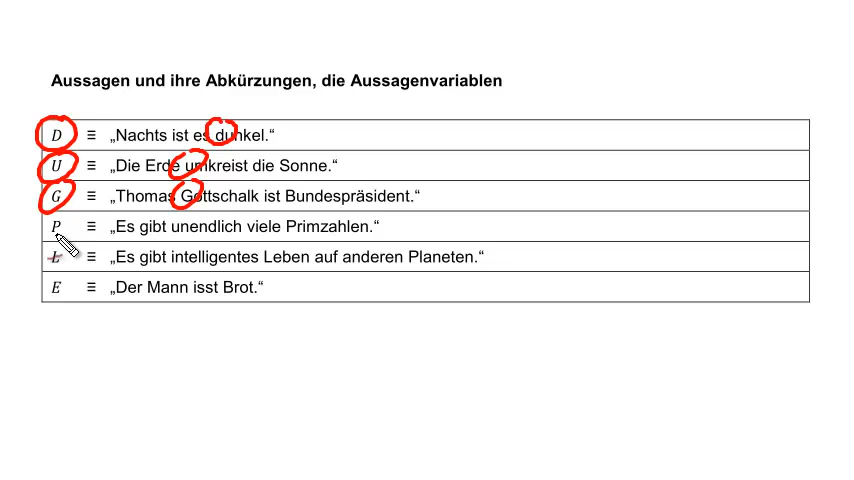 Aussagen und ihre Abkürzungen, die Aussagenvariablen
D ≡ „Nachts ist es dunkel.“
U ≡ „Die Erde umkreist die Sonne.“
G ≡ „Thomas Gottschalk ist Bundespräsident.“
P ≡ „Es gibt unendlich viele Primzahlen.“
L ≡ „Es gibt intelligentes Leben auf anderen Planeten.“
E ≡ „Der Mann isst Brot.“